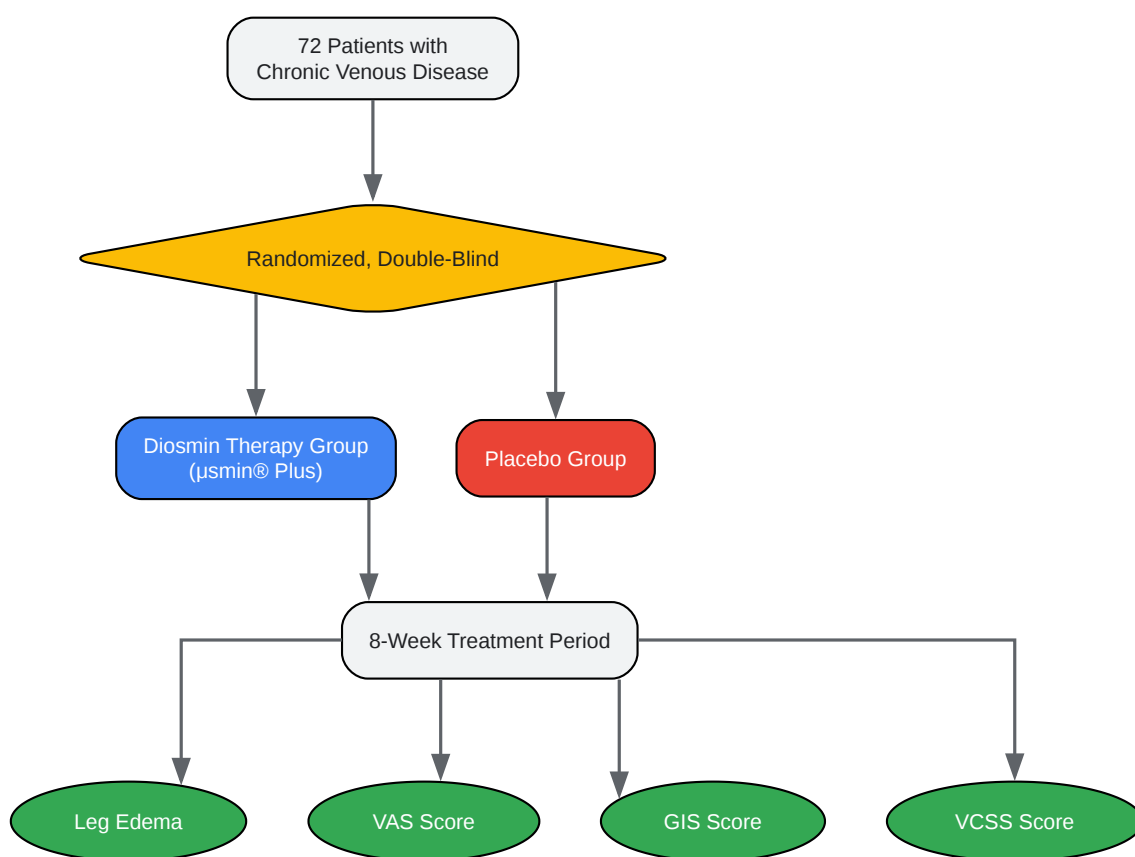 72 Patients with
Chronic Venous Disease
Randomized, Double-Blind
Diosmin Therapy Group
(µsmin® Plus)
Placebo Group
8-Week Treatment Period
Leg Edema
VAS Score
GIS Score
VCSS Score